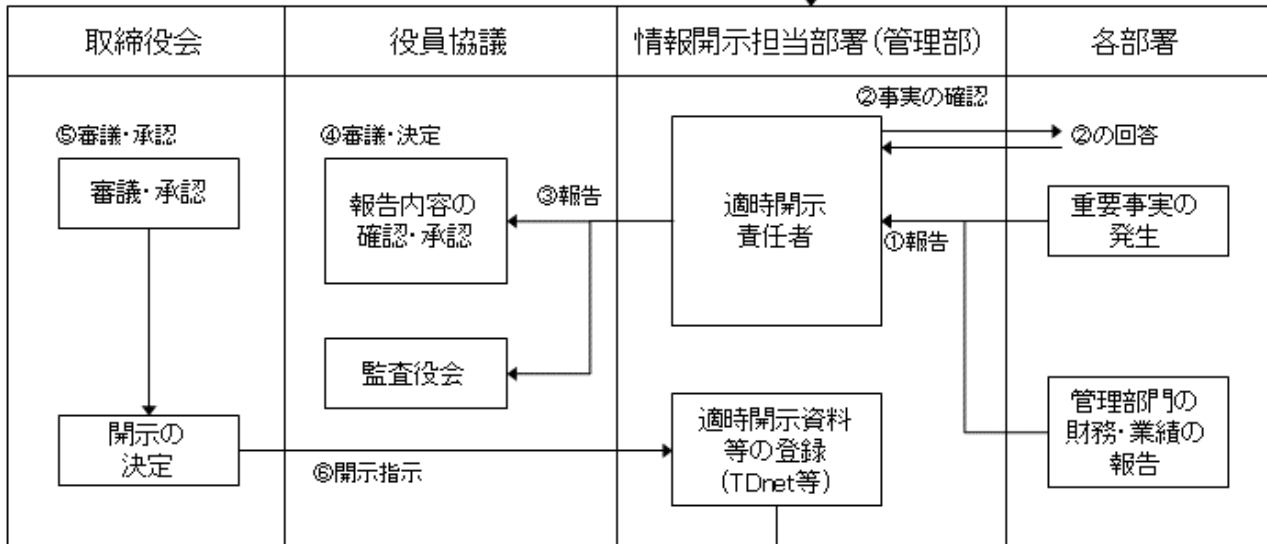 取締役会
役員協議
情報開示担当部署(管理部)
各部署
②事実の確認
⑤審議・承認
④審議・決定
②の回答
審議・承認
報告内容の
確認・承認
③報告
適時開示
責任者
①報告
重要事実の
発生
監査役会
開示の
決定
⑥開示指示
適時開示資料
等の登録
(TDnet等)
管理部門の
財務・業績の
報告